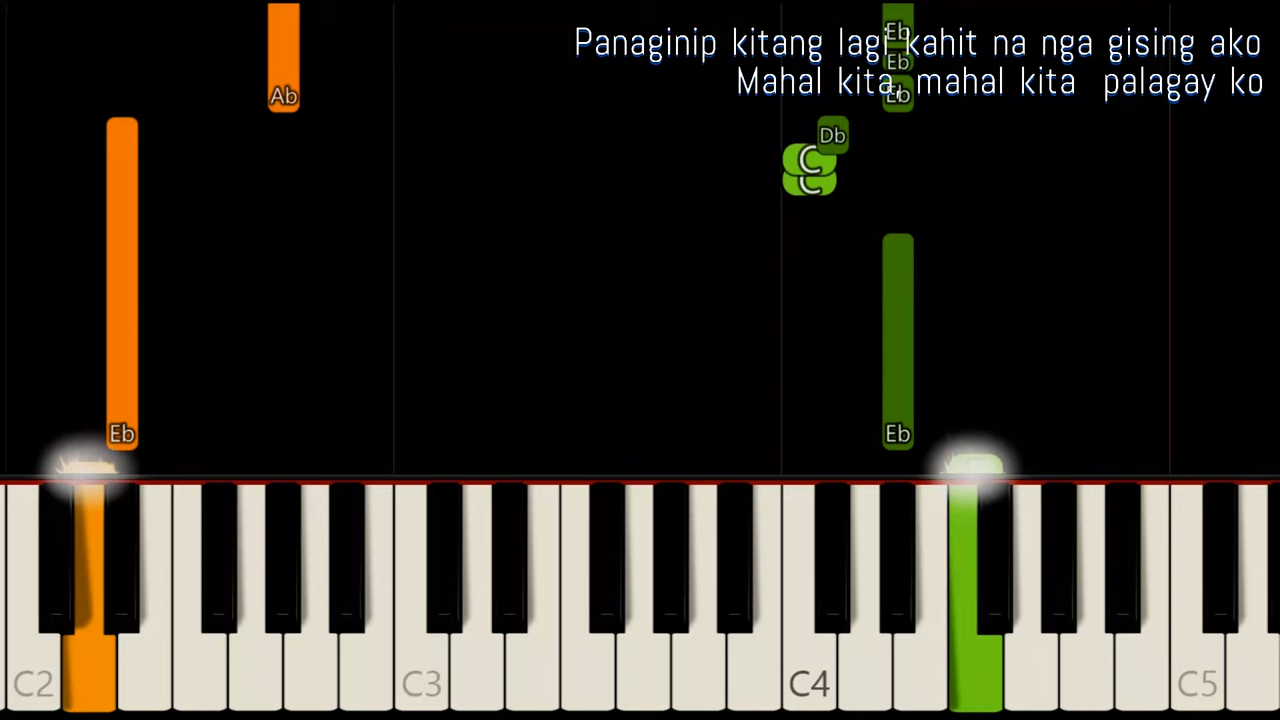 Eb
Panaginip kitang lagi kahit na nga gising ako
Eb
Mahal kita, mahal kita palagay ko
Ab
Eb
Db
C
C
Eb
Eb
C2
C3
C4
C5